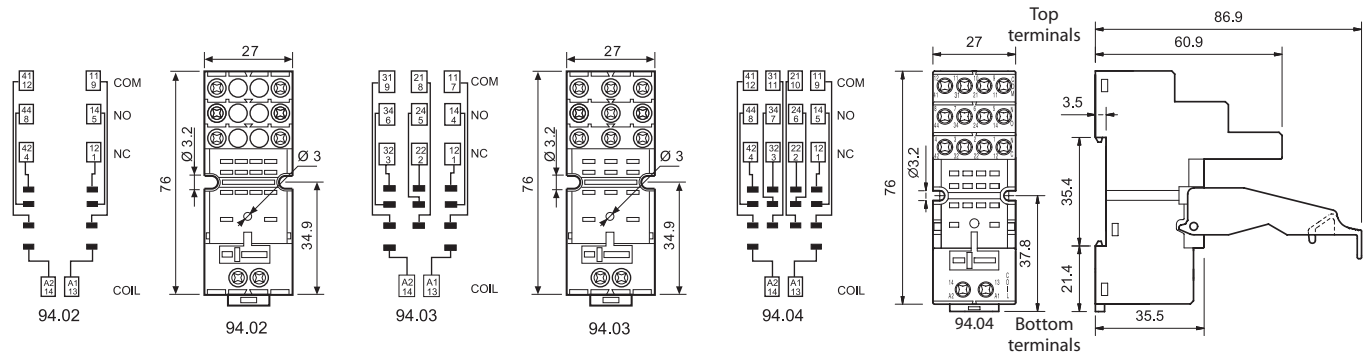 41
12
11
9
COM
44
8
14
5
NO
42
4
12
1
NC
A2
14
A1
13
COIL
94.02
27
76
Ø 3.2
Ø 3
34.9
94.02
31
9
21
8
11
7
COM
34
6
24
5
14
4
NO
32
3
22
2
12
1
NC
A2
14
A1
13
COIL
94.03
27
76
Ø 3.2
Ø 3
34.9
94.03
41
12
31
11
21
10
11
9
COM
44
8
34
7
24
6
14
5
NO
42
4
32
3
22
2
12
1
NC
A2
14
A1
13
COIL
94.04
27
76
Ø3.2
37.8
14
A2
13
A1
COIL
94.04
Top
terminals
86.9
60.9
3.5
35.4
21.4
35.5
Bottom
terminals